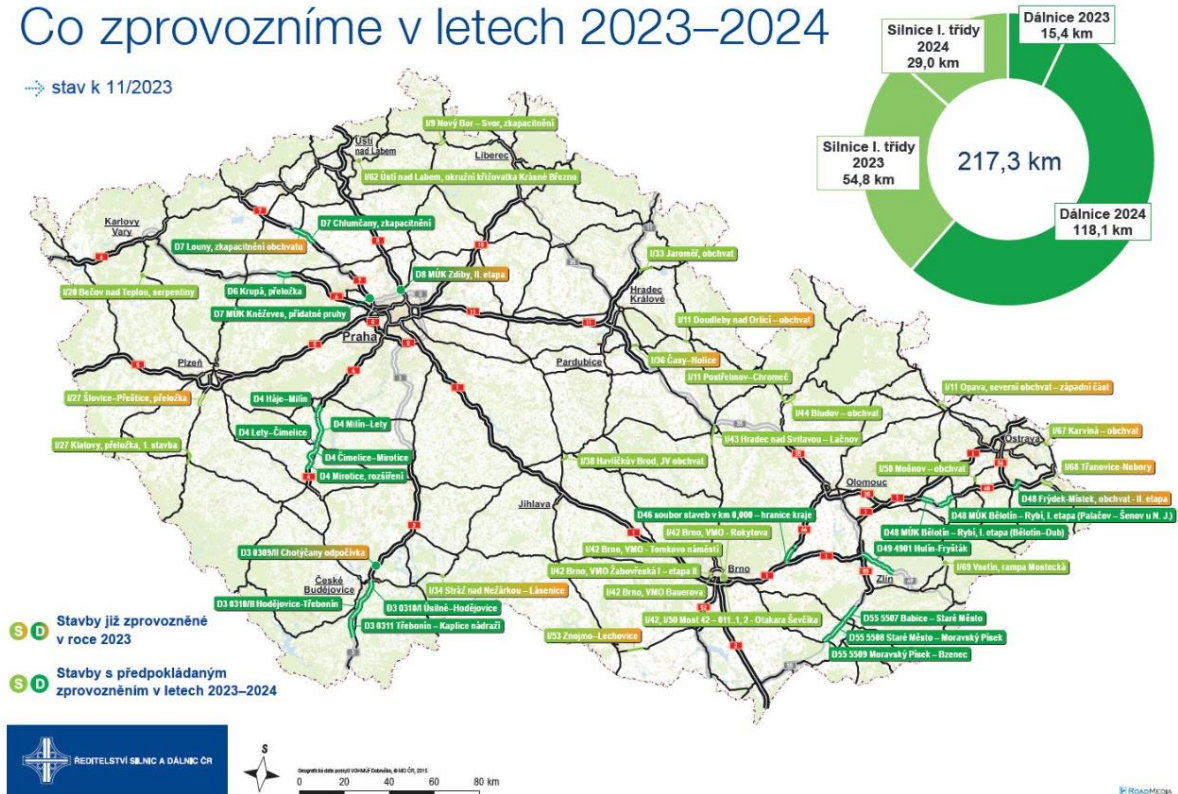 Co zprovozníme v letech 2023–2024
stav k 11/2023
Silnice I. třídy
2024
29,0 km
Dálnice 2023
15,4 km
Silnice I. třídy
2023
54,8 km
217,3 km
Dálnice 2024
118,1 km
I/9 Nový Bor – Svor, zkapacitnění
Ústí
nad Labem
Liberec
I/62 Ústí nad Labem, okružní křižovatka Krásné Březno
D7 Chlumčany, zkapacitnění
Karlovy
Vary
D7 Louny, zkapacitnění obchvatu
D8 MÚK Zdiby, II. etapa
I/33 Jaroměř, obchvat
I/20 Bečov nad Teplou, serpentiny
D6 Krupá, přeložka
Hradec
Králové
D7 MÚK Kněževes, přídatné pruhy
I/11 Doudleby nad Orlicí – obchvat
Praha
Plzeň
Pardubice
I/36 Časy–Holice
I/11 Postřelmov–Chromeč
I/27 Šlovice–Přeštice, přeložka
D4 Háje–Milín
I/11 Opava, severní obchvat – západní část
I/44 Bludov – obchvat
D4 Milín–Lety
D4 Lety–Čimelice
I/43 Hradec nad Svitavou – Lačnov
I/67 Karviná – obchvat
Ostrava
I/27 Klatovy, přeložka, 1. stavba
D4 Čimelice–Mirotice
I/38 Havlíčkův Brod, JV obchvat
I/58 Mošnov – obchvat
I/68 Třanovice–Nebory
D4 Mirotice, rozšíření
Olomouc
Jihlava
D48 Frýdek-Místek, obchvat - II. etapa
D46 soubor staveb v km 0,000 – hranice kraje
D48 MÚK Bělotín – Rybí, I. etapa (Palačov – Šenov u N. J.)
I/42 Brno, VMO - Rokytova
D48 MÚK Bělotín – Rybí, I. etapa (Bělotín–Dub)
D3 0309/II Chotýčany odpočívka
I/42 Brno, VMO - Tomkovo náměstí
D49 4901 Hulín–Fryšták
I/42 Brno, VMO Žabovřeská I – etapa II
Brno
I/69 Vsetín, rampa Mostecká
České
Budějovice
I/34 Stráž nad Nežárkou – Lásenice
I/42 Brno, VMO Bauerova
Zlín
D3 0310/II Hodějovice–Třebonín
D3 0310/I Úsilné–Hodějovice
I/42, I/50 Most 42 – 011..1, 2 - Otakara Ševčíka
D55 5507 Babice – Staré Město
D3 0311 Třebonín – Kaplice nádraží
D55 5508 Staré Město – Moravský Písek
I/53 Znojmo–Lechovice
D55 5509 Moravský Písek – Bzenec
S D Stavby již zprovozněné
v roce 2023
S D Stavby s předpokládaným
zprovozněním v letech 2023–2024
ŘEDITELSTVÍ SILNIC A DÁLNIC ČR
S
0 20 40 60 80 km
ROADMEDIA